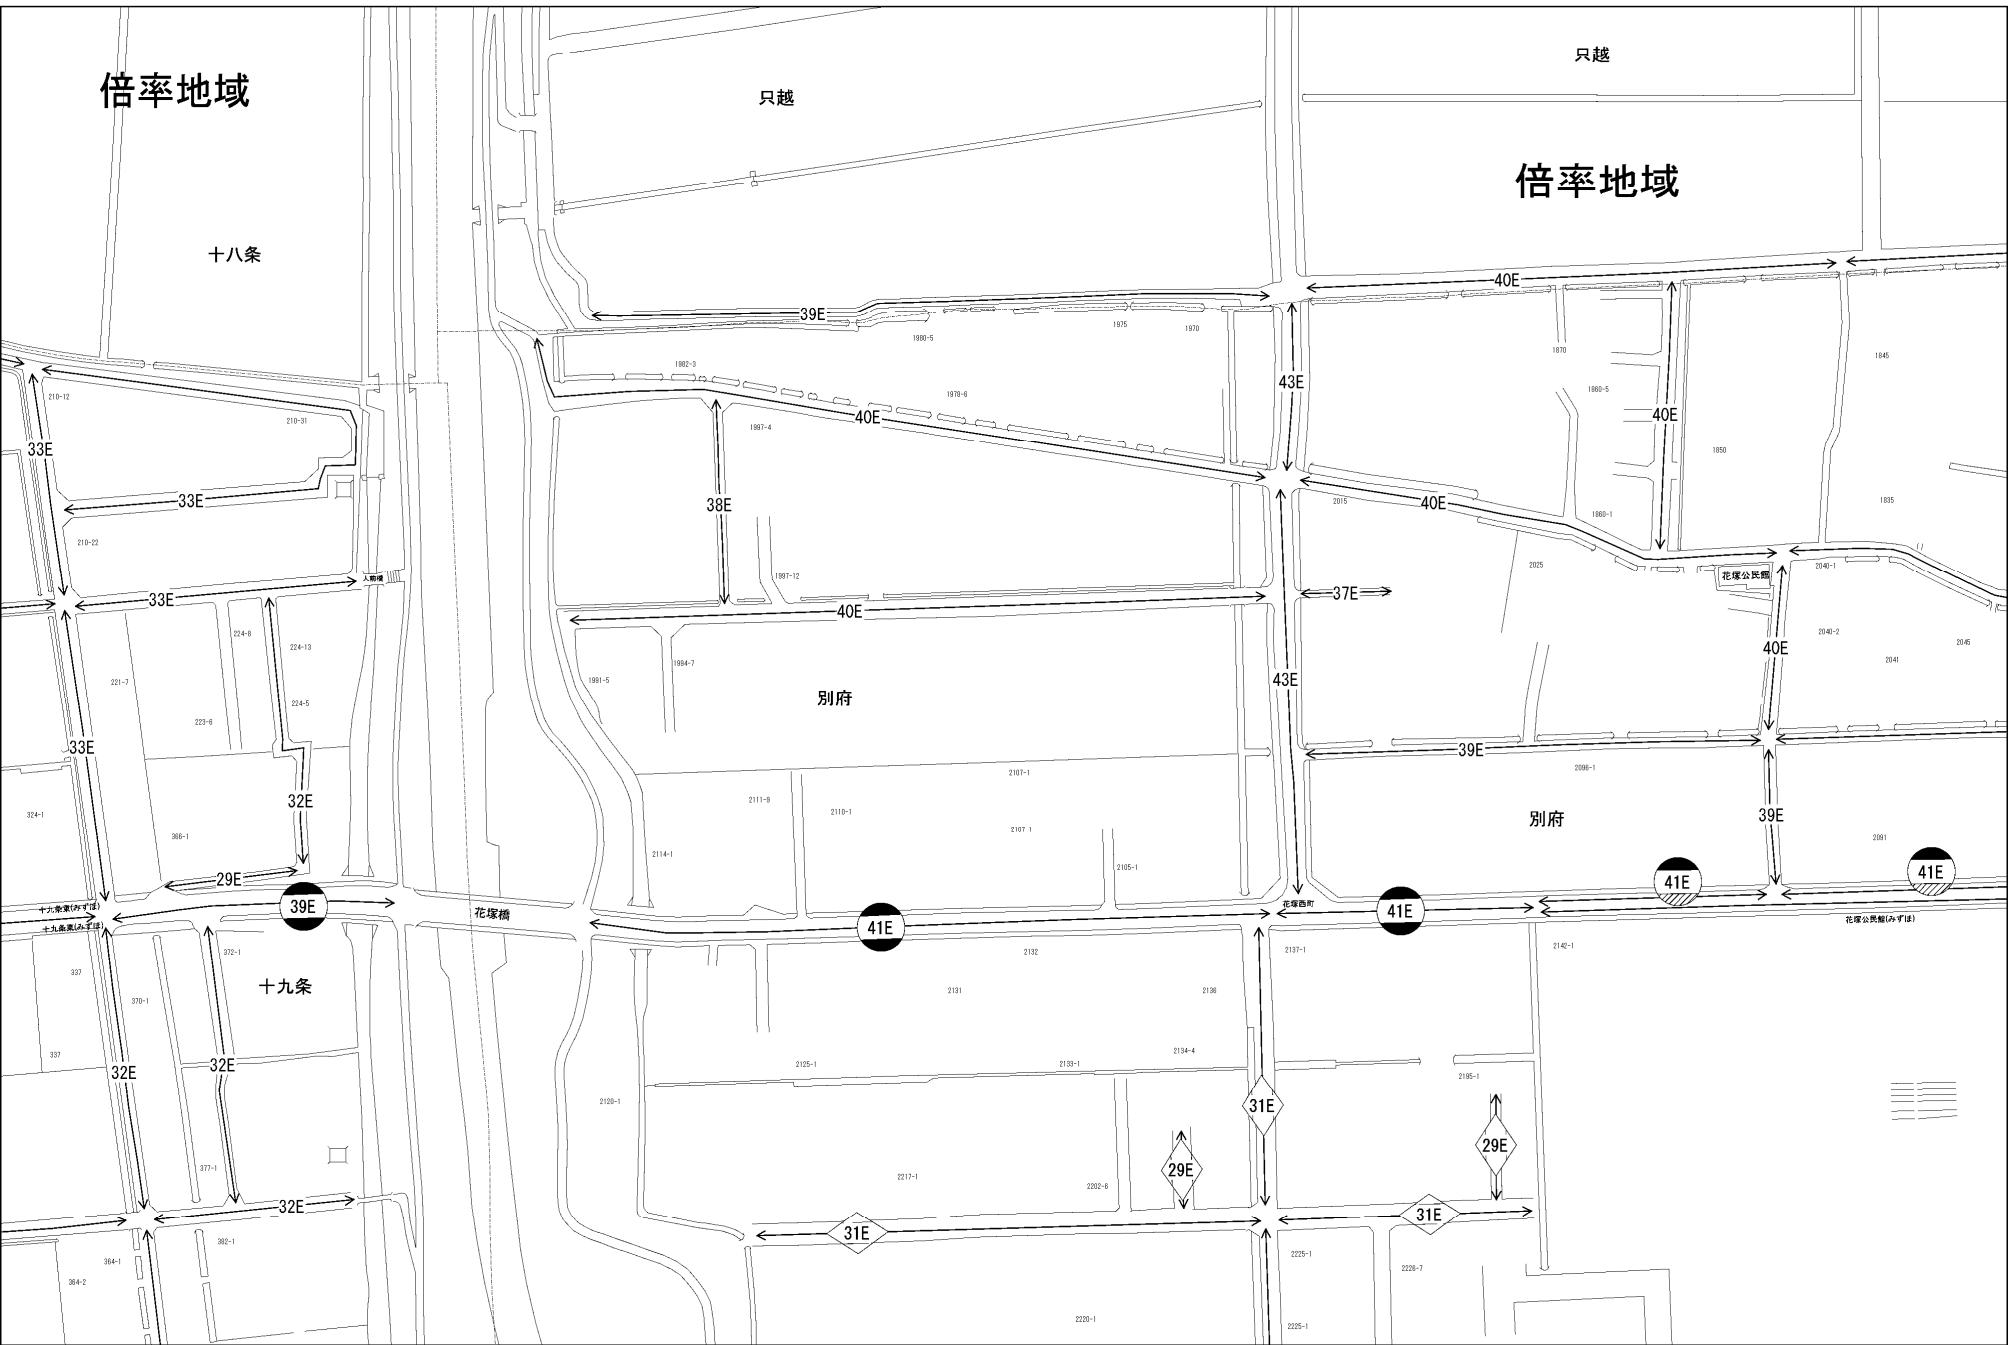 只越
倍率地域
只越
倍率地域
十八条
40E
39E
1975
1970
1980-5
1870
1845
1982-3
43E
210-12
1978-6
1860-5
210-31
40E
40E
1997-4
33E
1850
33E
38E
40E
2015
1835
1860-1
210-22
2025
2040-1
人前橋
1997-12
花塚公民館
33E
37E
40E
224-8
2040-2
224-13
2045
40E
1994-7
2041
1991-5
43E
221-7
別府
224-5
223-6
33E
39E
2107-1
2096-1
2111-9
32E
2110-1
324-1
39E
別府
2107-1
366-1
2091
2114-1
2105-1
41E
29E
41E
39E
花塚西町
十九条東(みずほ)
41E
花塚橋
花塚公民館(みずほ)
十九条東(みずほ)
41E
372-1
2132
2137-1
2142-1
337
十九条
2131
2136
370-1
337
2134-4
32E
2125-1
2133-1
32E
2195-1
2120-1
31E
29E
377-1
29E
2217-1
2202-6
32E
31E
31E
382-1
2225-1
364-1
2226-7
364-2
2220-1
2225-1